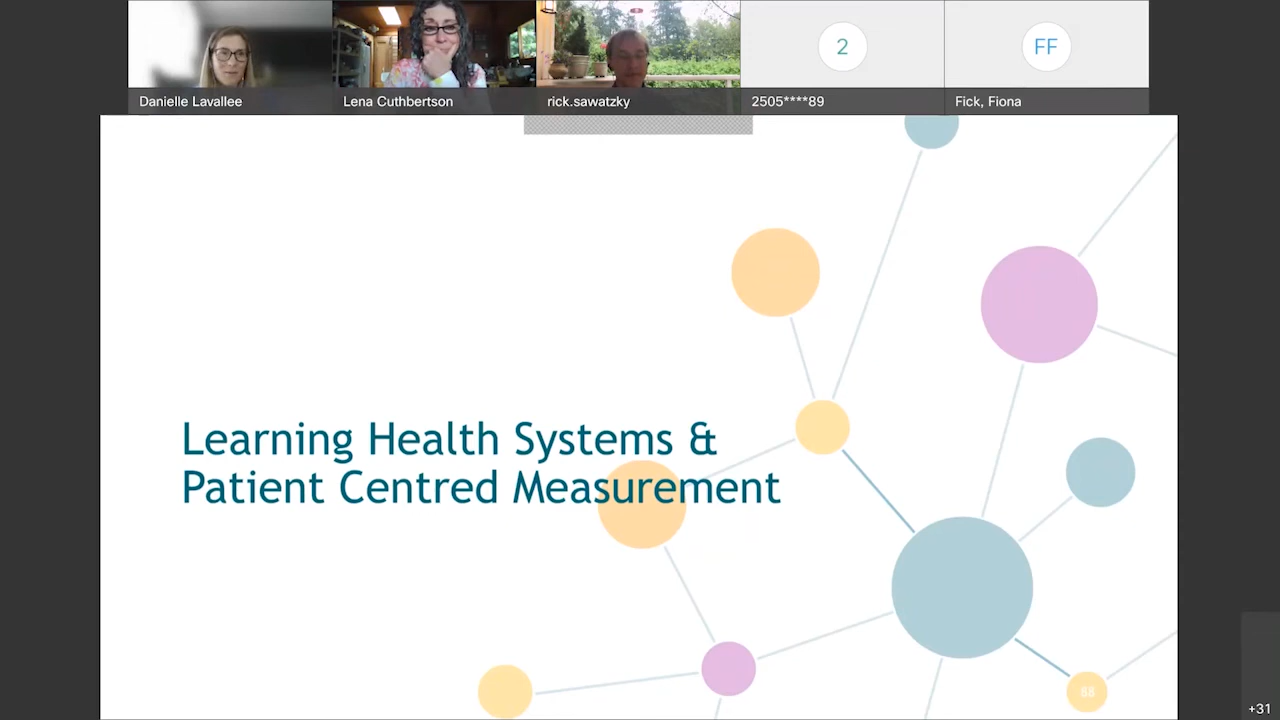 Danielle Lavallee
Lena Cuthbertson
rick.sawatzky
2
2505****89
FF
Fick, Fiona
Learning Health Systems &
Patient Centred Measurement
88
+31